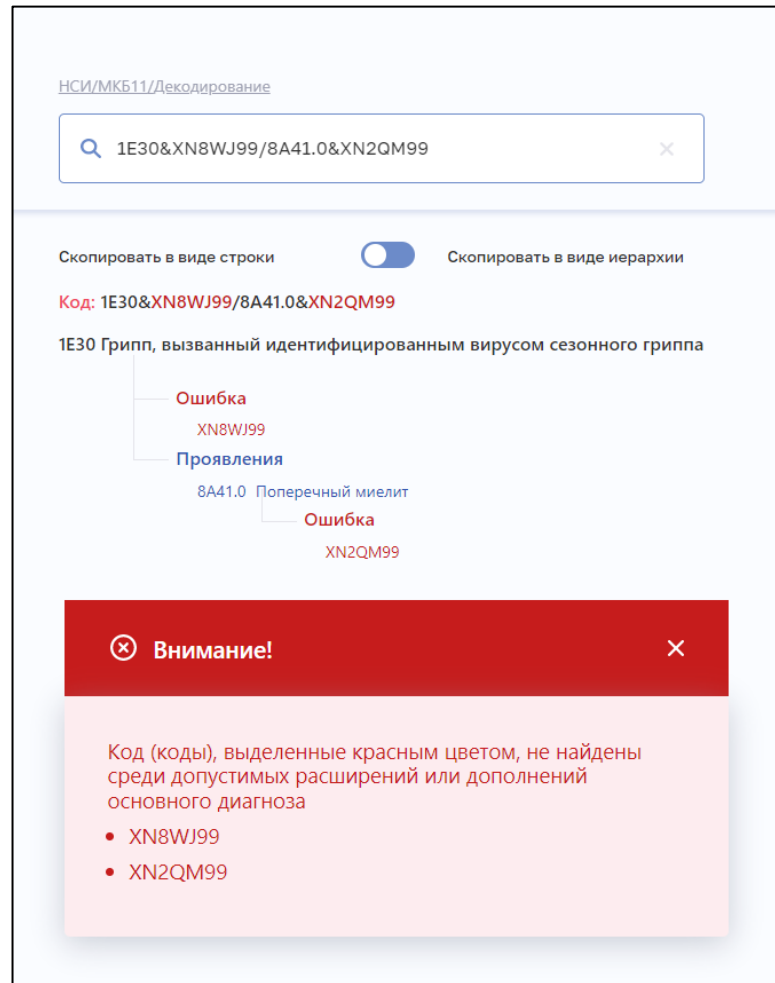 НСИ/МКБ11/Декодирование
1E30&XN8WJ99/8A41.0&XN2QM99
Скопировать в виде строки Скопировать в виде иерархии
Код: 1E30&XN8WJ99/8A41.0&XN2QM99
1E30 Грипп, вызванный идентифицированным вирусом сезонного гриппа
Ошибка
XN8WJ99
Проявления
8A41.0 Поперечный миелит
Ошибка
XN2QM99
Внимание!
Код (коды), выделенные красным цветом, не найдены
среди допустимых расширений или дополнений
основного диагноза
• XN8WJ99
• XN2QM99